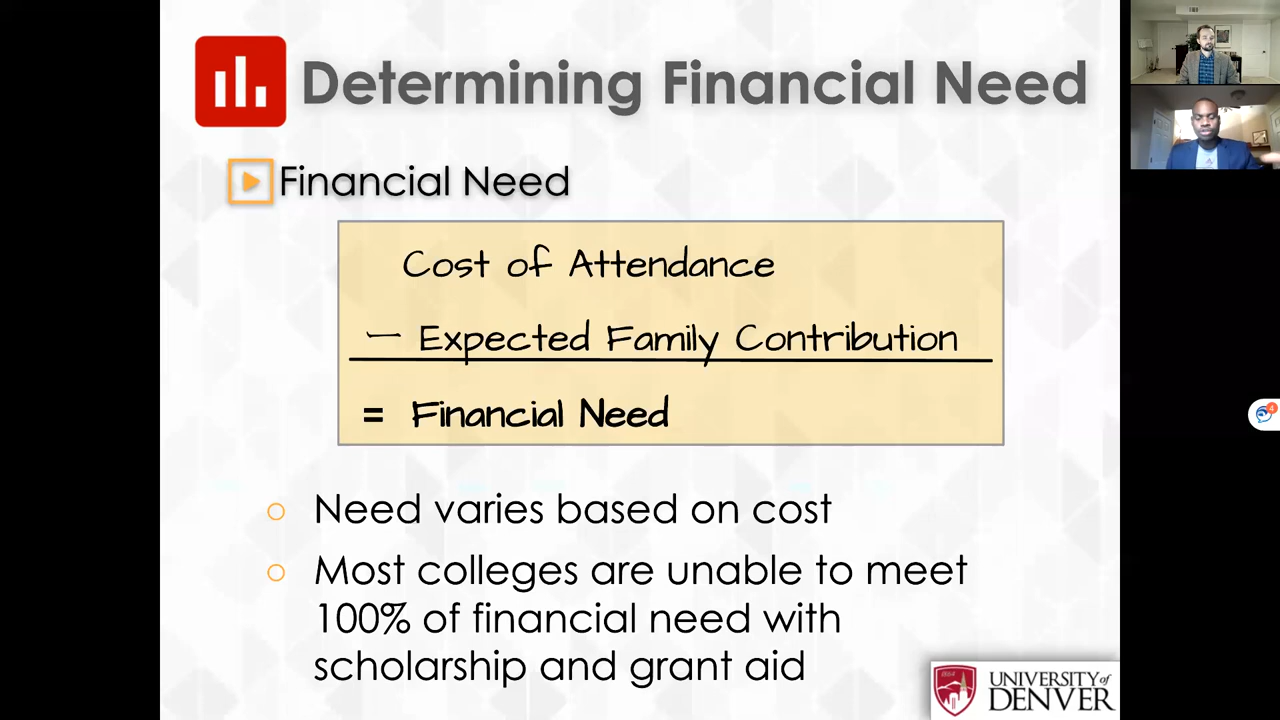 Determining Financial Need
Financial Need
Cost of Attendance
— Expected Family Contribution
= Financial Need
○ Need varies based on cost
○ Most colleges are unable to meet
100% of financial need with
scholarship and grant aid
UNIVERSITY of
DENVER
4